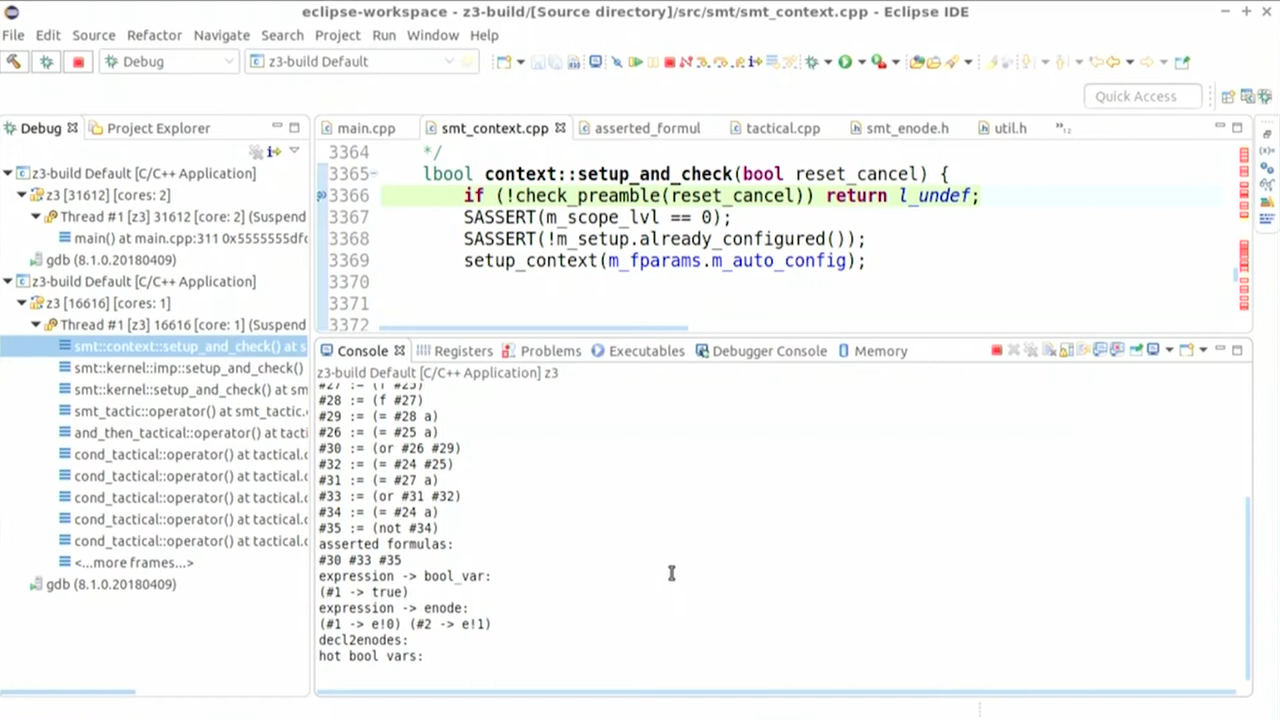 eclipse-workspace - z3-build/[Source directory]/src/smt/smt_context.cpp - Eclipse IDE
File Edit Source Refactor Navigate Search Project Run Window Help
Debug z3-build Default
Quick Access
Debug Project Explorer
z3-build Default [C/C++ Application]
z3 [31612] [cores: 2]
Thread #1 [z3] 31612 [core: 2] (Suspend
main() at main.cpp:311 0x5555555dfc
gdb (8.1.0.20180409)
z3-build Default [C/C++ Application]
z3 [16616] [cores: 1]
Thread #1 [z3] 16616 [core: 1] (Suspend
smt::context::setup_and_check() at s
smt::kernel::imp::setup_and_check()
smt::kernel::setup_and_check() at sm
smt_tactic::operator() at smt_tactic.
and_then_tactical::operator() at tacti
cond_tactical::operator() at tactical.c
cond_tactical::operator() at tactical.c
cond_tactical::operator() at tactical.c
cond_tactical::operator() at tactical.c
cond_tactical::operator() at tactical.c
<...more frames...>
gdb (8.1.0.20180409)
main.cpp smt_context.cpp asserted_formul tactical.cpp smt_enode.h util.h »12
3364 */
3365 lbool context::setup_and_check(bool reset_cancel) {
3366 if (!check_preamble(reset_cancel)) return l_undef;
3367 SASSERT(m_scope_lvl == 0);
3368 SASSERT(!m_setup.already_configured());
3369 setup_context(m_fparams.m_auto_config);
3370
3371
3372
Console Registers Problems Executables Debugger Console Memory
z3-build Default [C/C++ Application] z3
#27 := (f #25)
#28 := (f #27)
#29 := (= #28 a)
#26 := (= #25 a)
#30 := (or #26 #29)
#32 := (= #24 #25)
#31 := (= #27 a)
#33 := (or #31 #32)
#34 := (= #24 a)
#35 := (not #34)
asserted formulas:
#30 #33 #35
expression -> bool_var:
(#1 -> true)
expression -> enode:
(#1 -> e!0) (#2 -> e!1)
decl2enodes:
hot bool vars: